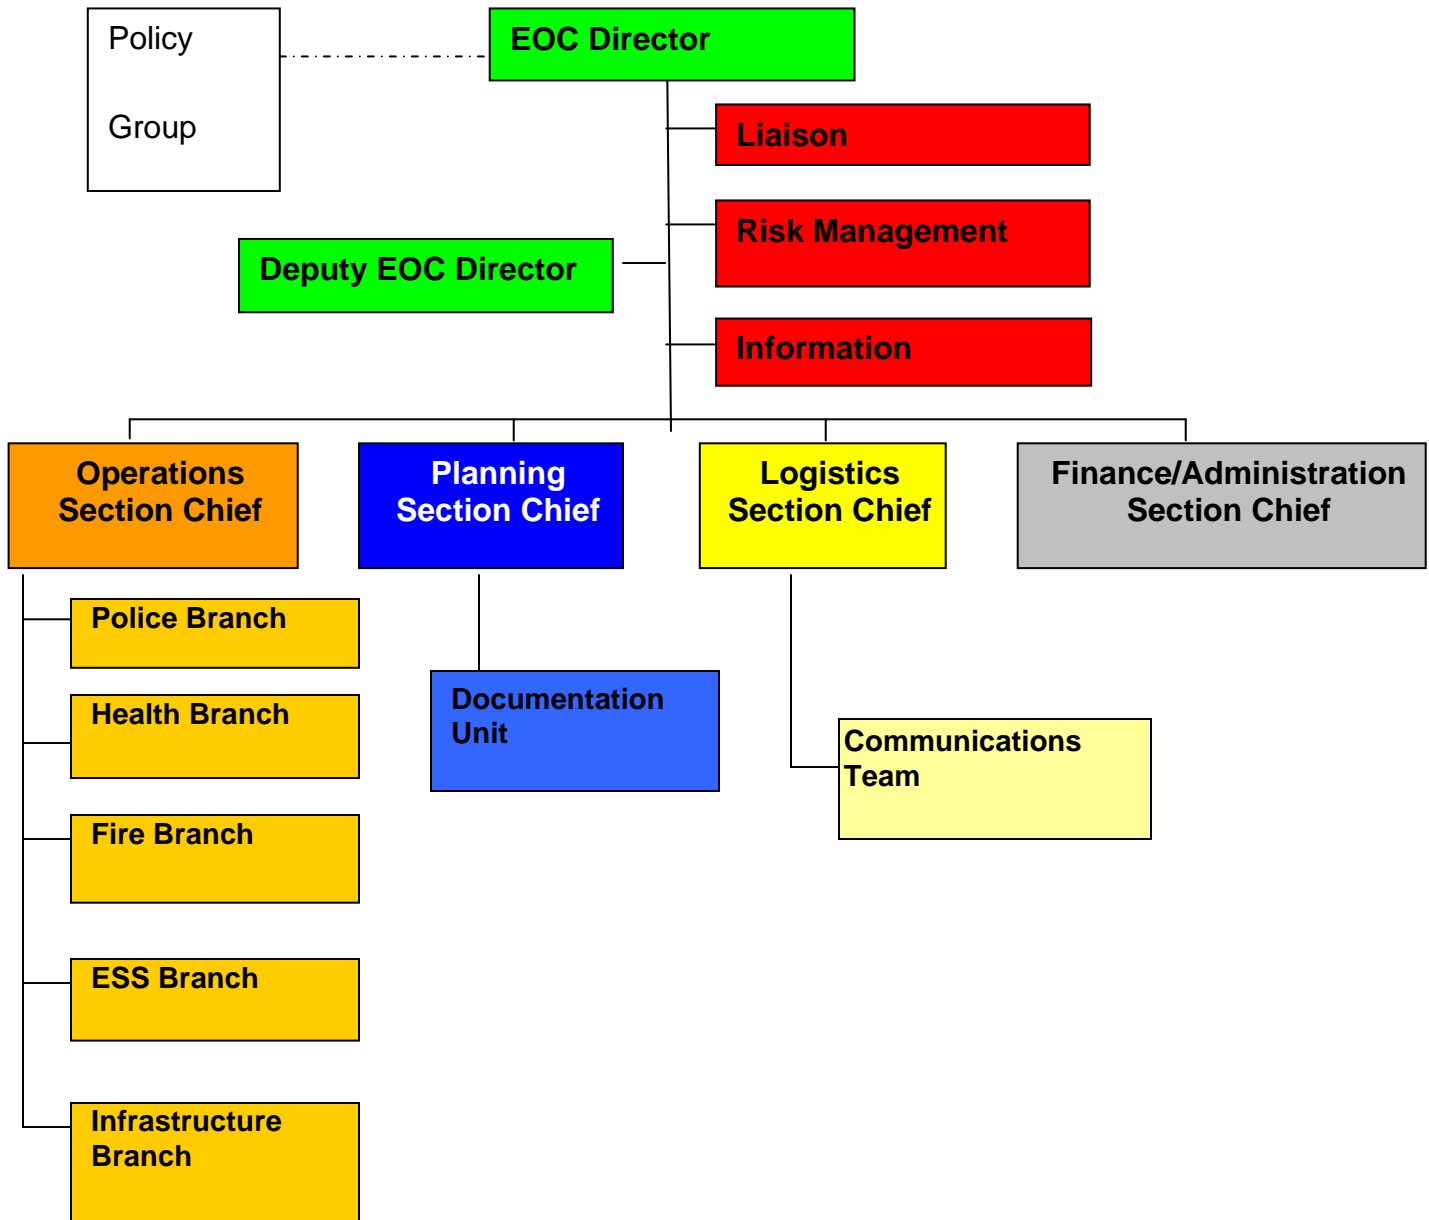 Policy
Group
EOC Director
Liaison
Risk Management
Deputy EOC Director
Information
Operations
Section Chief
Planning
Section Chief
Logistics
Section Chief
Finance/Administration
Section Chief
Police Branch
Health Branch
Fire Branch
ESS Branch
Infrastructure
Branch
Documentation
Unit
Communications
Team